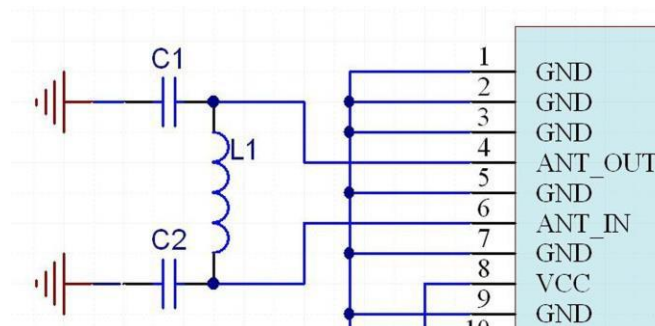 C1
L1
C2
1 GND
2 GND
3 GND
4 ANT_OUT
5 GND
6 ANT_IN
7 GND
8 VCC
9 GND
10